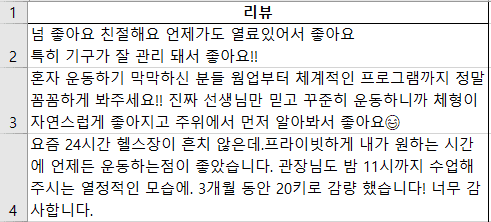 1 리뷰
넘 좋아요 친절해요 언제가도 열료있어서 좋아요
2 특히 기구가 잘 관리 돼서 좋아요!!
혼자 운동하기 막막하신 분들 웜업부터 체계적인 프로그램까지 정말
꼼꼼하게 봐주세요!! 진짜 선생님만 믿고 꾸준히 운동하니까 체형이
3 자연스럽게 좋아지고 주위에서 먼저 알아봐서 좋아요😆
요즘 24시간 헬스장이 흔치 않은데.프라이빗하게 내가 원하는 시간
에 언제든 운동하는점이 좋았습니다. 관장님도 밤 11시까지 수업해
주시는 열정적인 모습에. 3개월 동안 20키로 감량 했습니다! 너무 감
4 사합니다.